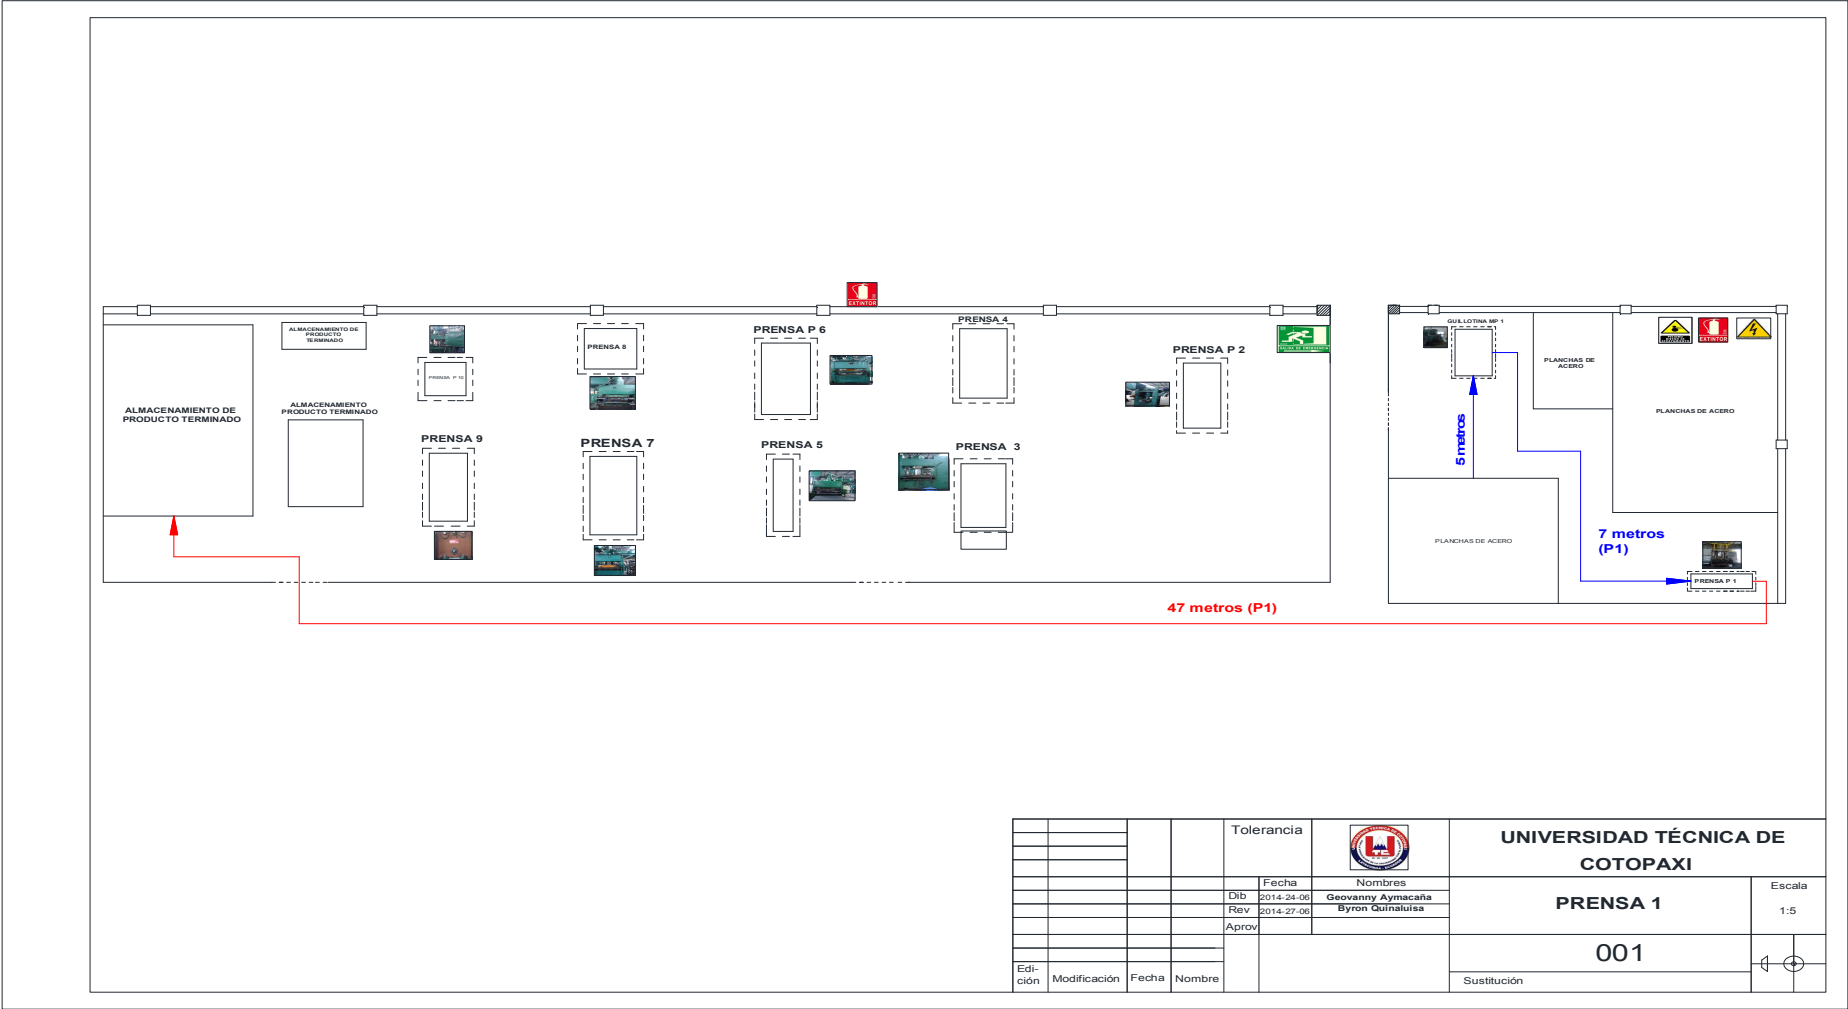 EXTINTOR
ALMACENAMIENTO DE
PRODUCTO
TERMINADO
PRENSA 8
PRENSA P 6
PRENSA 4
SALIDA DE EMERGENCIA
GUILLOTINA MP 1
EXTINTOR
PRENSA P 2
PLANCHAS DE
ACERO
PRENSA P 10
ALMACENAMIENTO DE
PRODUCTO TERMINADO
ALMACENAMIENTO
PRODUCTO TERMINADO
PLANCHAS DE ACERO
PRENSA 9
PRENSA 7
PRENSA 5
PRENSA 3
5 metros
PLANCHAS DE ACERO
7 metros
(P1)
PRENSA P 1
47 metros (P1)
Tolerancia
UNIVERSIDAD TÉCNICA DE
COTOPAXI
Fecha
Nombres
Dib
2014-24-06
Geovanny Aymacaña
Rev
2014-27-06
Byron Quinaluisa
Aprov
PRENSA 1
Escala
1:5
001
Edi-
ción
Modificación
Fecha
Nombre
Sustitución